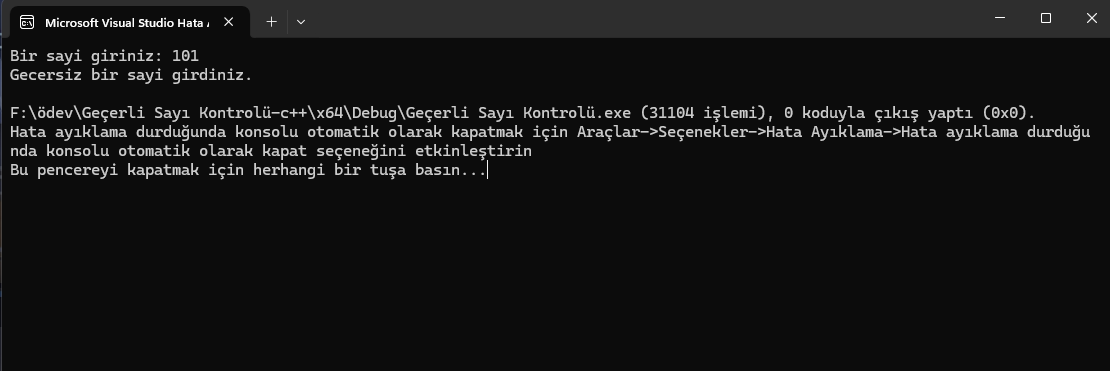 Microsoft Visual Studio Hata
Bir sayi giriniz: 101
Gecersiz bir sayi girdiniz.
F:\ödev\Geçerli Sayı Kontrolü-c++\x64\Debug\Geçerli Sayı Kontrolü.exe (31104 işlemi), 0 koduyla çıkış yaptı (0x0).
Hata ayıklama durduğunda konsolu otomatik olarak kapatmak için Araçlar->Seçenekler->Hata Ayıklama->Hata ayıklama durduğu
nda konsolu otomatik olarak kapat seçeneğini etkinleştirin
Bu pencereyi kapatmak için herhangi bir tuşa basın...